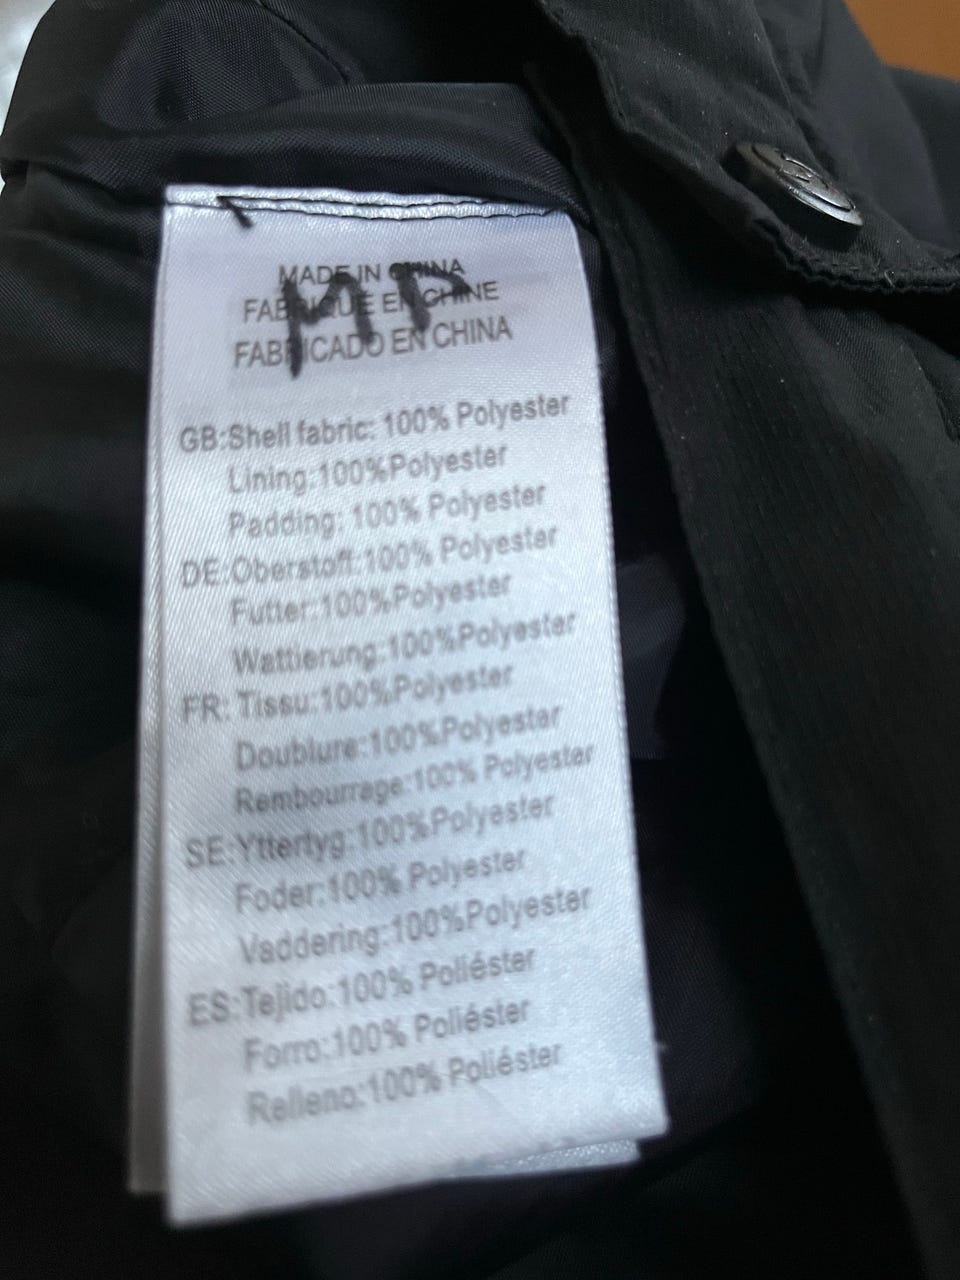 MADE IN CHINA
FABRIQUE EN CHINE
FABRICADO EN CHINA
GB:Shell fabric: 100% Polyester
Lining:100%Polyester
Padding: 100% Polyester
DE:Oberstoff:100% Polyester
Futter:100%Polyester
Wattierung:100%Polyester
FR: Tissu:100%Polyester
Doublure:100%Polyester
Rembourrage:100% Polyester
SE:Yttertyg:100%Polyester
Foder:100% Polyester
Vaddering:100%Polyester
ES:Tejido:100% Poliéster
Forro:100% Poliéster
Relleno:100% Poliéster